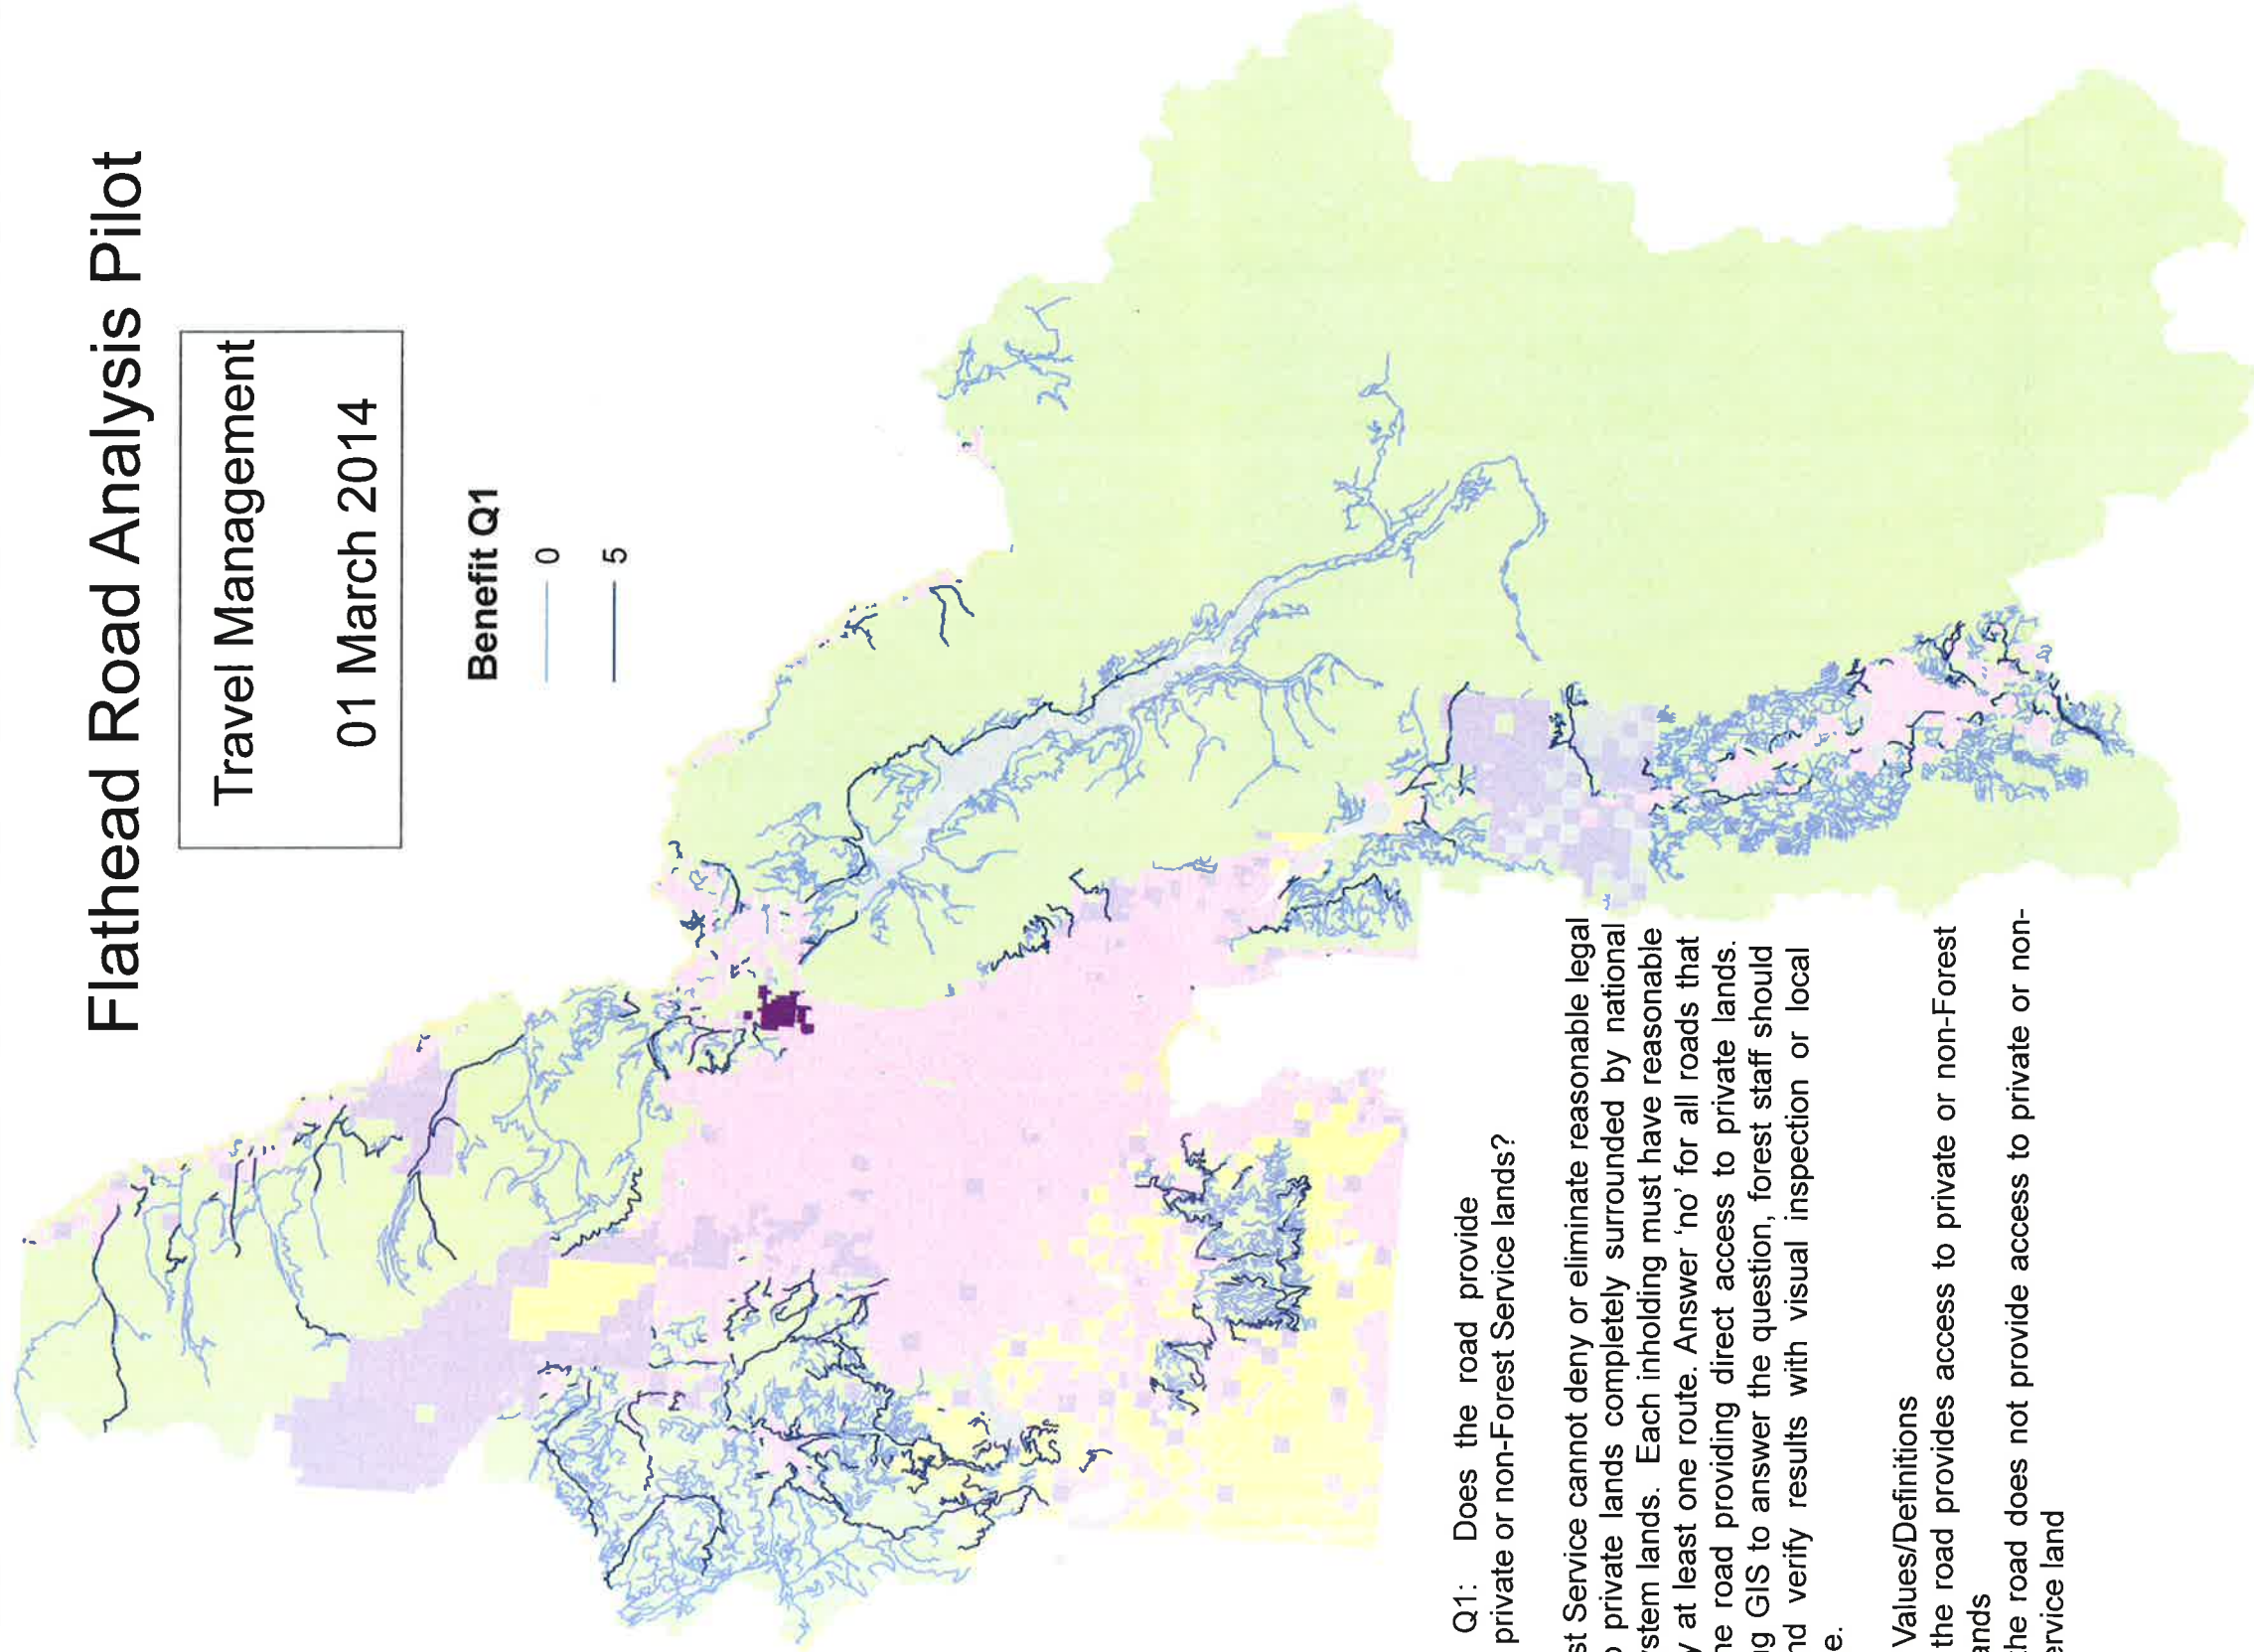 Flathead Road Analysis Pilot
Travel Management
01 March 2014
Benefit Q1
0
5
Q1: Does the road provide
private or non-Forest Service lands?
st Service cannot deny or eliminate reasonable legal
private lands completely surrounded by national
stem lands. Each inholding must have reasonable
at least one route. Answer 'no' for all roads that
road providing direct access to private lands.
GIS to answer the question, forest staff should
verify results with visual inspection or local
e.
Values/Definitions
the road provides access to private or non-Forest
ands
the road does not provide access to private or non-
ervice land